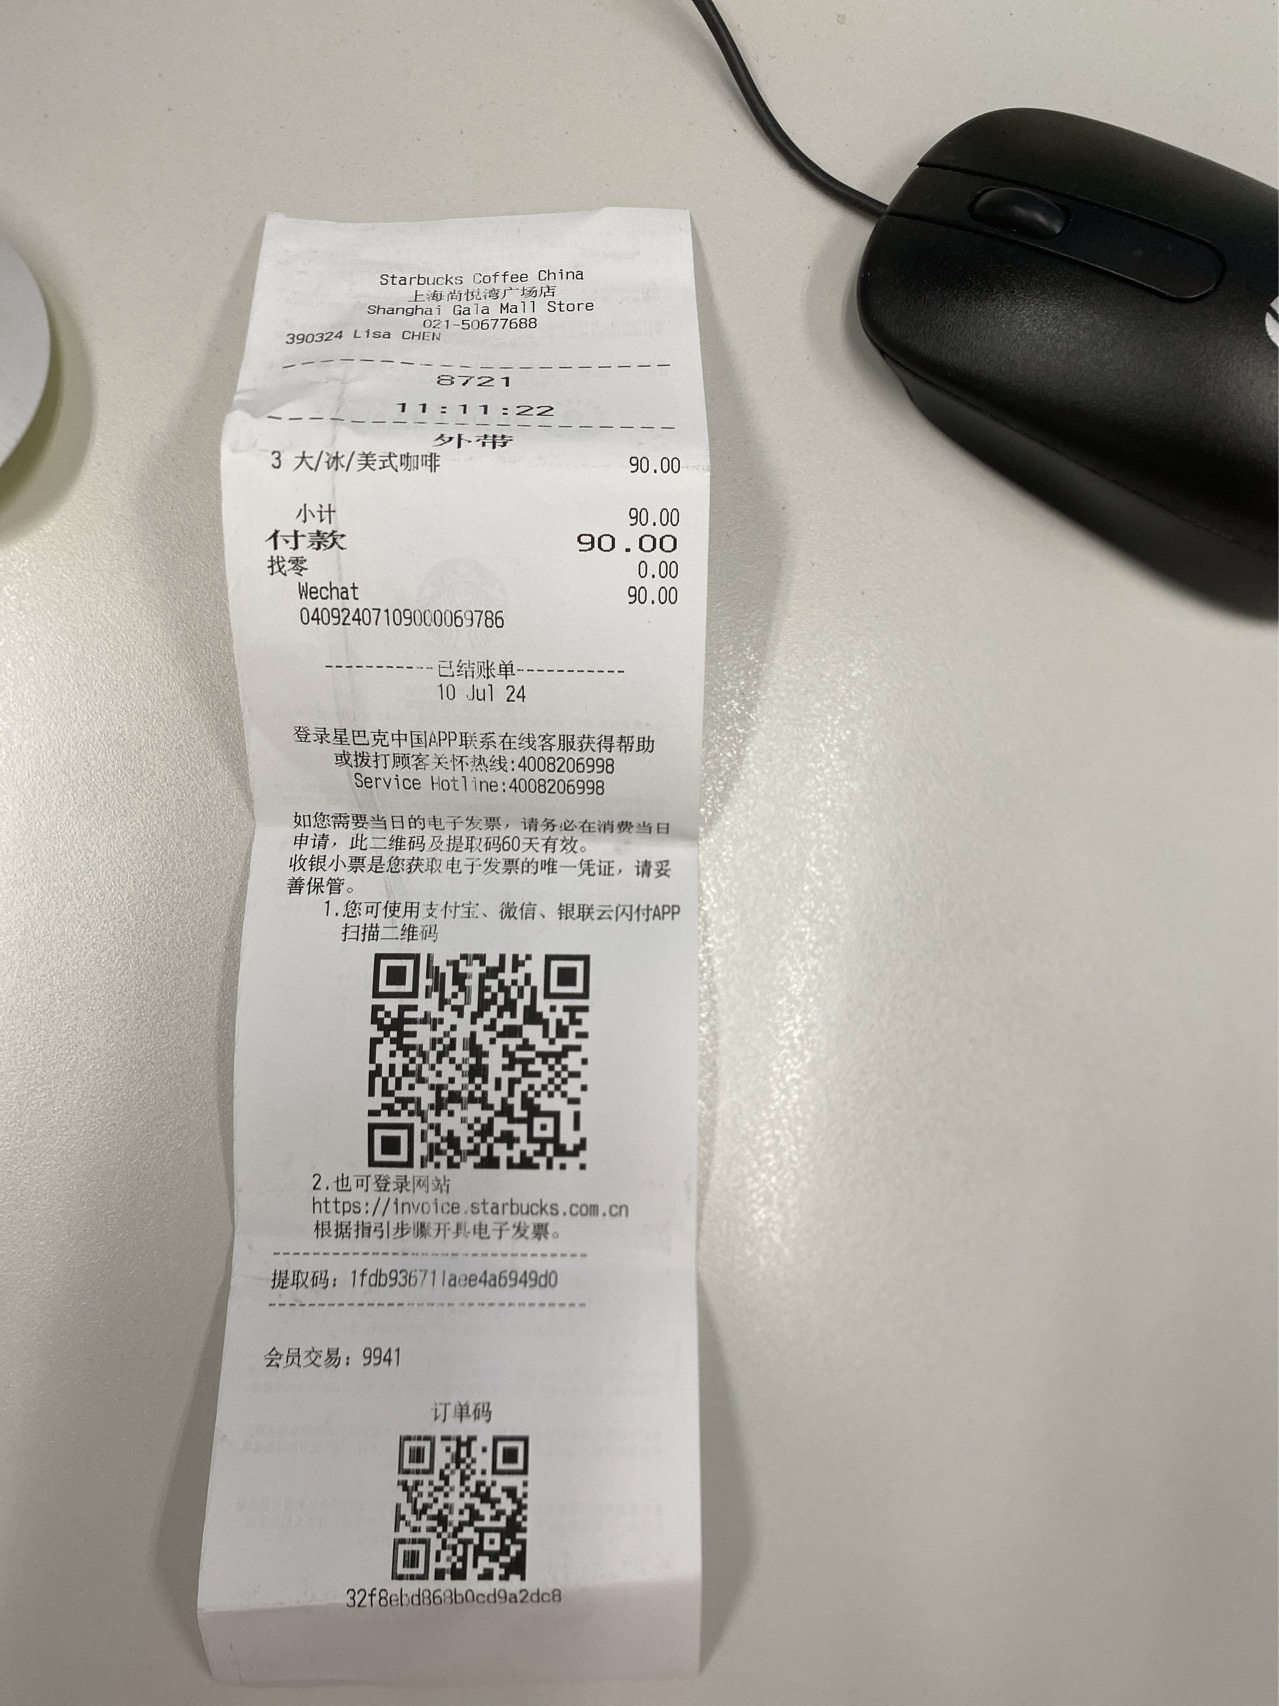 Starbucks Coffee China
上海尚悦湾广场店
Shanghai Gala Mall Store
021-50677688
390324 Lisa CHEN
8721
11:11:22
外带
3 大/冰/美式咖啡 90.00
小计 90.00
付款 90.00
找零 0.00
Wechat 90.00
04092407109000069786
-----------已结账单-----------
10 Jul 24
登录星巴克中国APP联系在线客服获得帮助
或拨打顾客关怀热线:4008206998
Service Hotline:4008206998
如您需要当日的电子发票，请务必在消费当日
申请，此二维码及提取码60天有效。
收银小票是您获取电子发票的唯一凭证，请妥
善保管。
1.您可使用支付宝、微信、银联云闪付APP
扫描二维码
2.也可登录网站
https://invoice.starbucks.com.cn
根据指引步骤开具电子发票。
提取码：1fdb936711aee4a6949d0
会员交易：9941
订单码
32f8ebd868b0cd9a2dc8